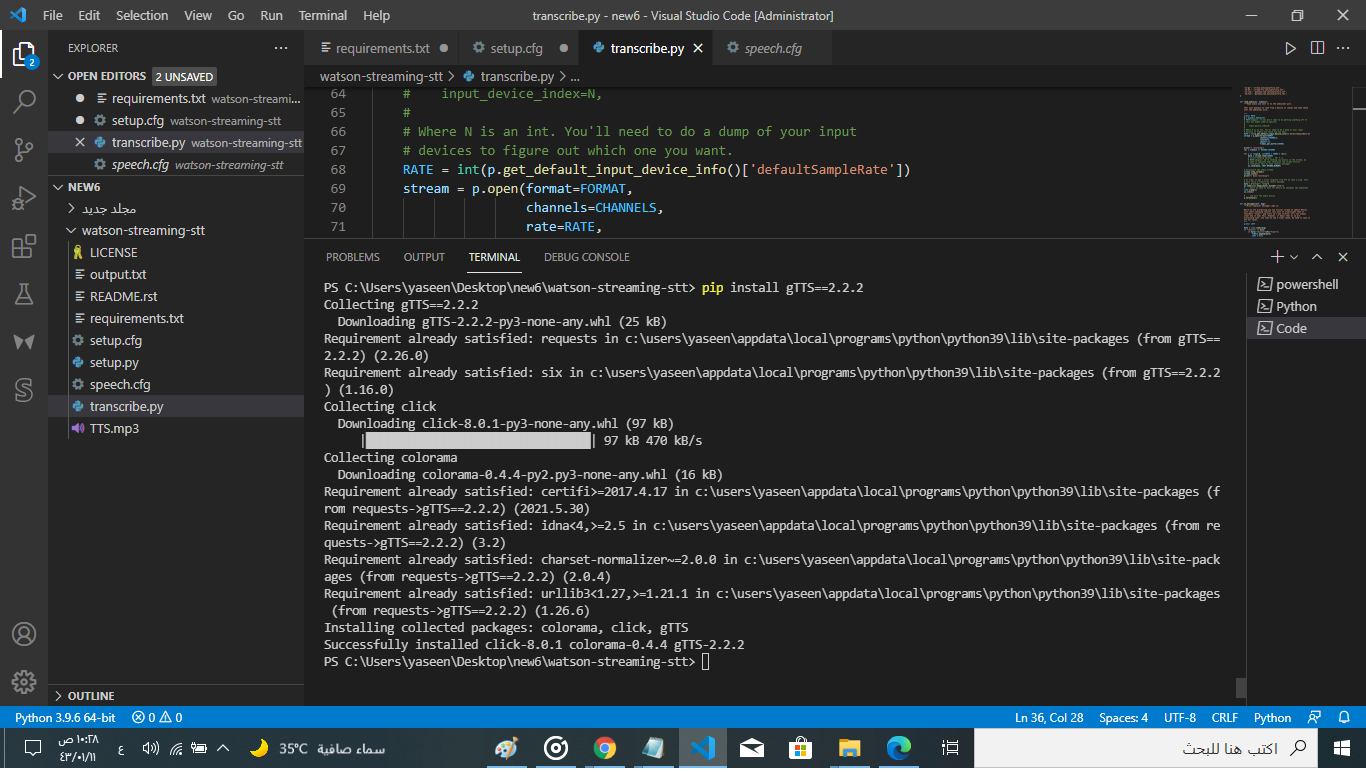 File Edit Selection View Go Run Terminal Help
transcribe.py - new6 - Visual Studio Code [Administrator]
EXPLORER
OPEN EDITORS 2 UNSAVED
requirements.txt watson-streami...
setup.cfg watson-streaming-stt
transcribe.py watson-streaming-stt
speech.cfg watson-streaming-stt
NEW6
مجلد جديد
watson-streaming-stt
LICENSE
output.txt
README.rst
requirements.txt
setup.cfg
setup.py
speech.cfg
transcribe.py
TTS.mp3
OUTLINE
2
requirements.txt
setup.cfg
transcribe.py
speech.cfg
watson-streaming-stt > transcribe.py > ...
64 # input_device_index=N,
65 #
66 # Where N is an int. You'll need to do a dump of your input
67 # devices to figure out which one you want.
68 RATE = int(p.get_default_input_device_info()['defaultSampleRate'])
69 stream = p.open(format=FORMAT,
70 channels=CHANNELS,
71 rate=RATE,
PROBLEMS OUTPUT TERMINAL DEBUG CONSOLE
PS C:\Users\yaseen\Desktop\new6\watson-streaming-stt> pip install gTTS==2.2.2
Collecting gTTS==2.2.2
Downloading gTTS-2.2.2-py3-none-any.whl (25 kB)
Requirement already satisfied: requests in c:\users\yaseen\appdata\local\programs\python\python39\lib\site-packages (from gTTS==
2.2.2) (2.26.0)
Requirement already satisfied: six in c:\users\yaseen\appdata\local\programs\python\python39\lib\site-packages (from gTTS==2.2.2
) (1.16.0)
Collecting click
Downloading click-8.0.1-py3-none-any.whl (97 kB)
| | 97 kB 470 kB/s
Collecting colorama
Downloading colorama-0.4.4-py2.py3-none-any.whl (16 kB)
Requirement already satisfied: certifi>=2017.4.17 in c:\users\yaseen\appdata\local\programs\python\python39\lib\site-packages (f
rom requests->gTTS==2.2.2) (2021.5.30)
Requirement already satisfied: idna<4,>=2.5 in c:\users\yaseen\appdata\local\programs\python\python39\lib\site-packages (from re
quests->gTTS==2.2.2) (3.2)
Requirement already satisfied: charset-normalizer~=2.0.0 in c:\users\yaseen\appdata\local\programs\python\python39\lib\site-pack
ages (from requests->gTTS==2.2.2) (2.0.4)
Requirement already satisfied: urllib3<1.27,>=1.21.1 in c:\users\yaseen\appdata\local\programs\python\python39\lib\site-packages
(from requests->gTTS==2.2.2) (1.26.6)
Installing collected packages: colorama, click, gTTS
Successfully installed click-8.0.1 colorama-0.4.4 gTTS-2.2.2
PS C:\Users\yaseen\Desktop\new6\watson-streaming-stt>
powershell
Python
Code
Python 3.9.6 64-bit 0 0
Ln 36, Col 28 Spaces: 4 UTF-8 CRLF Python
١٠:٢٨ ص
٤٣/٠١/١١
ع
35°C سماء صافية
اكتب هنا للبحث